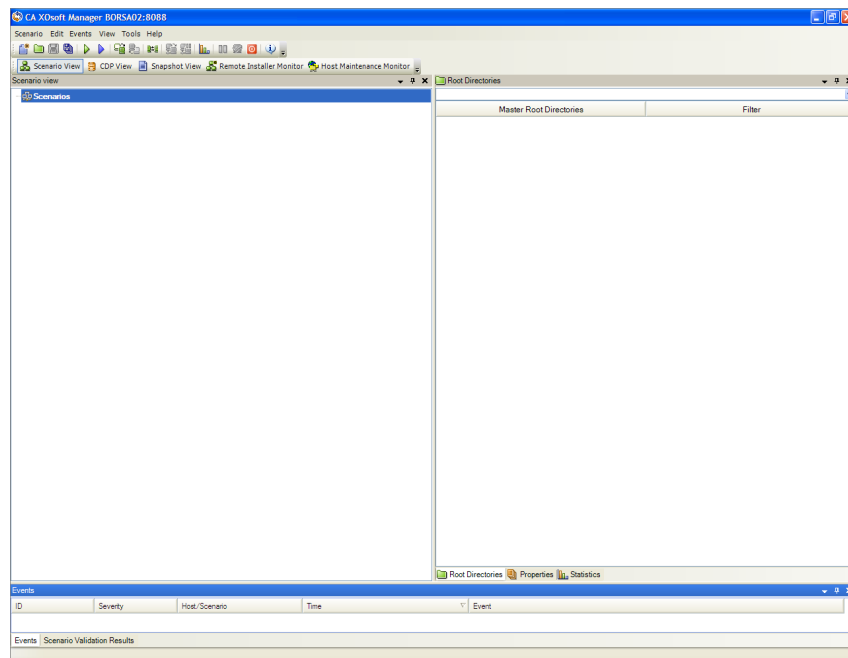 CA XOsoft Manager BORSA02:8088
Scenario Edit Events View Tools Help
Scenario View CDP View Snapshot View Remote Installer Monitor Host Maintenance Monitor
Scenario view
Root Directories
Scenarios
Master Root Directories Filter
Root Directories Properties Statistics
Events
ID Severity Host/Scenario Time Event
Events Scenario Validation Results